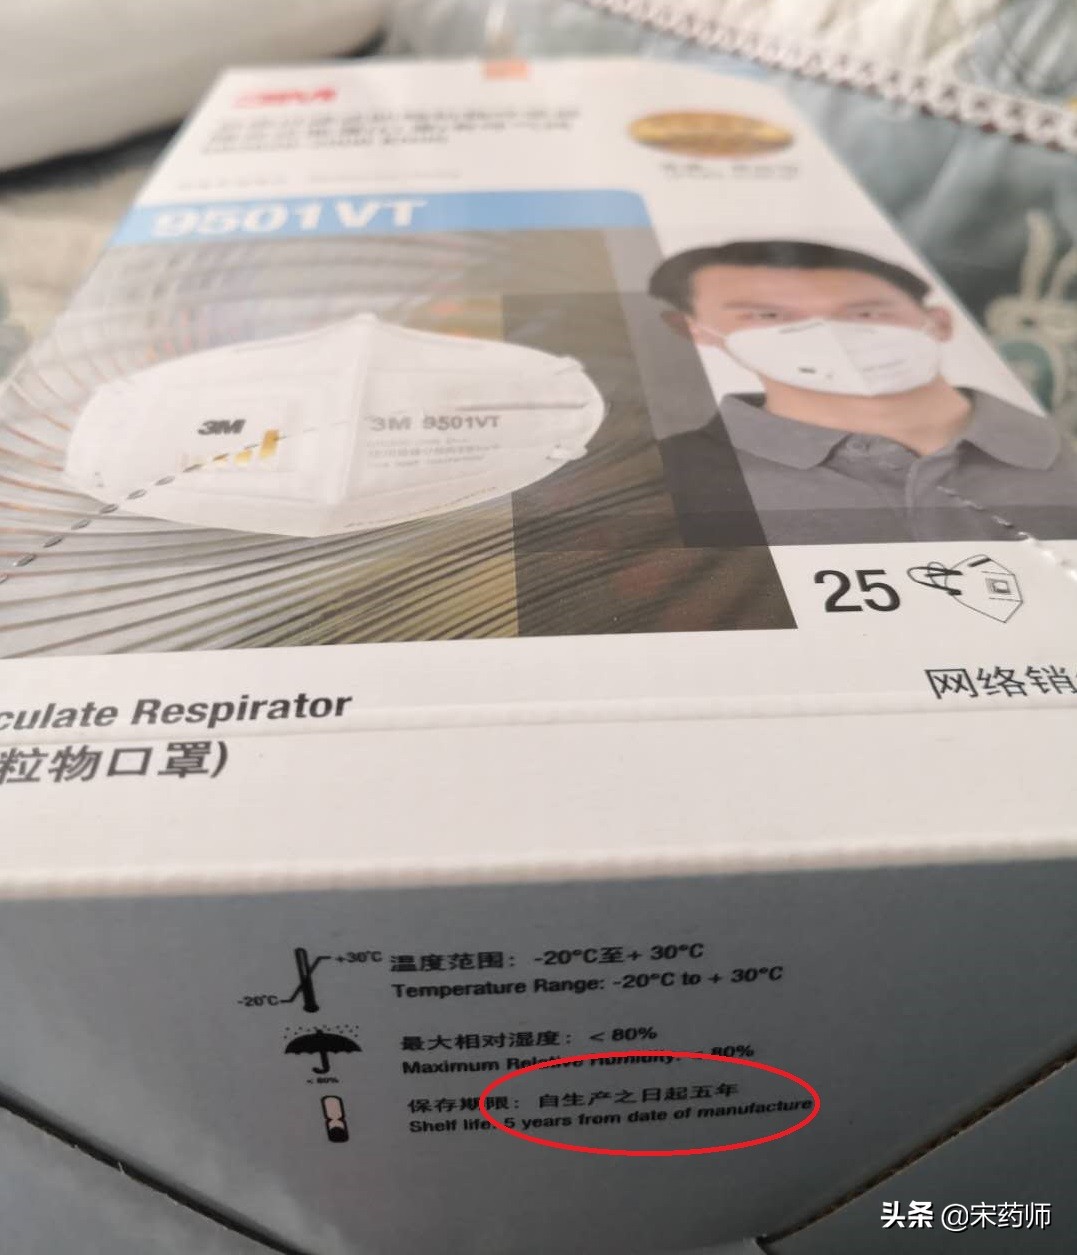 3M
9501VT
3M
3M 9501VT
25
网络销
culate Respirator
粒物口罩)
+30°C
-20°C
温度范围: -20°C至+ 30°C
Temperature Range: -20°C to + 30°C
< 80%
最大相对湿度: < 80%
Maximum Relative Humidity: < 80%
保存期限: 自生产之日起五年
Shelf life: 5 years from date of manufacture
头条 @宋药师